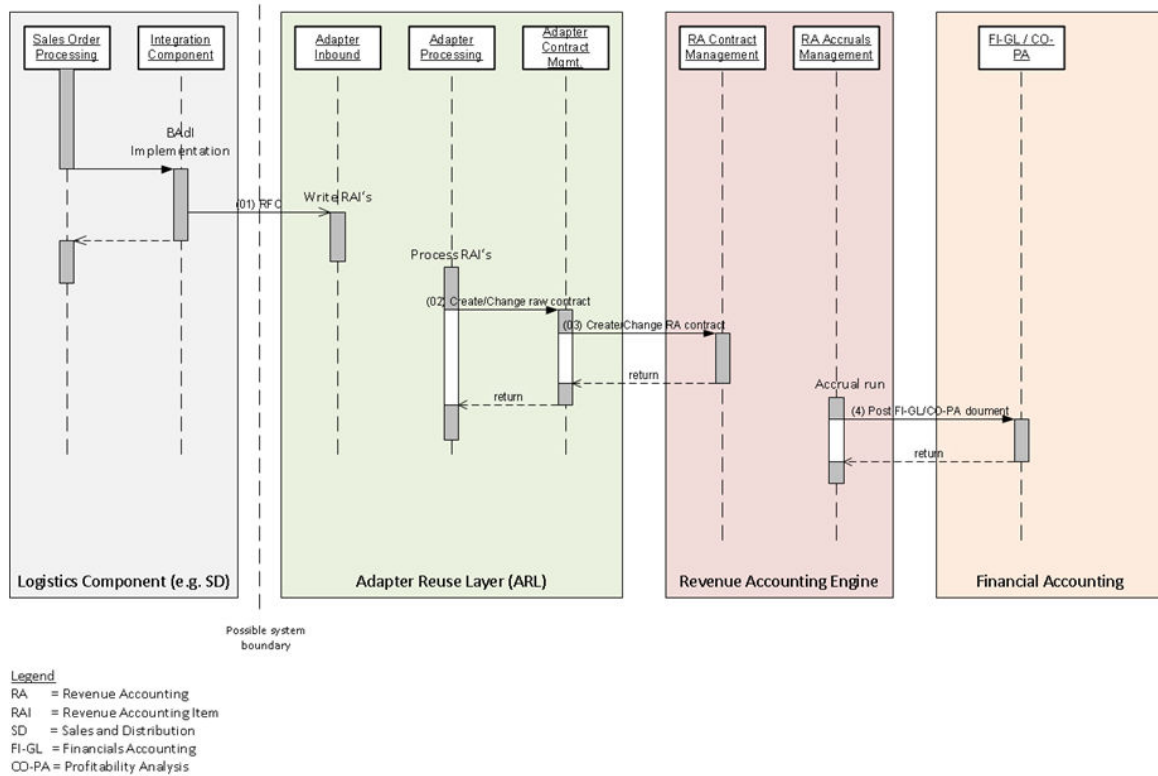 Sales Order
Processing
Integration
Component
Adapter
Inbound
Adapter
Processing
Adapter
Contract
Mgmt.
RA Contract
Management
RA Accruals
Management
FI-GL / CO-
PA
BAdI
Implementation
(01) RFC
Write RAI's
Process RAI's
(02) Create/Change raw contract
(03) Create/Change RA contract
return
return
Accrual run
(4) Post FI-GL/CO-PA doument
return
Logistics Component (e.g. SD)
Adapter Reuse Layer (ARL)
Revenue Accounting Engine
Financial Accounting
Possible system
boundary
Legend
RA = Revenue Accounting
RAI = Revenue Accounting Item
SD = Sales and Distribution
FI-GL = Financials Accounting
CO-PA = Profitability Analysis